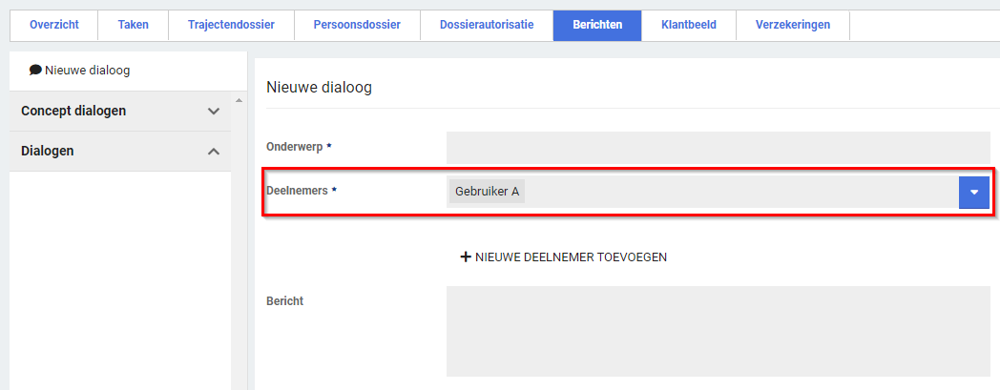 Overzicht Taken Trajectendossier Persoonsdossier Dossierautorisatie Berichten Klantbeeld Verzekeringen
Nieuwe dialoog
Concept dialogen
Dialogen
Nieuwe dialoog
Onderwerp *
Deelnemers * Gebruiker A
+ NIEUWE DEELNEMER TOEVOEGEN
Bericht